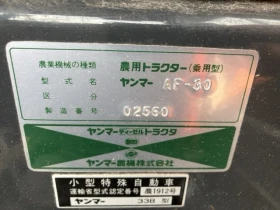 農業機械の種類 農用トラクター(乗用型)
型式名 ヤンマー AF-30
区分
製造番号 02560
ヤンマーディーゼルトラクタ
ヤンマー農機株式会社
小型特殊自動車
運輸省型式認定番号 農1912号
ヤンマー 33B型